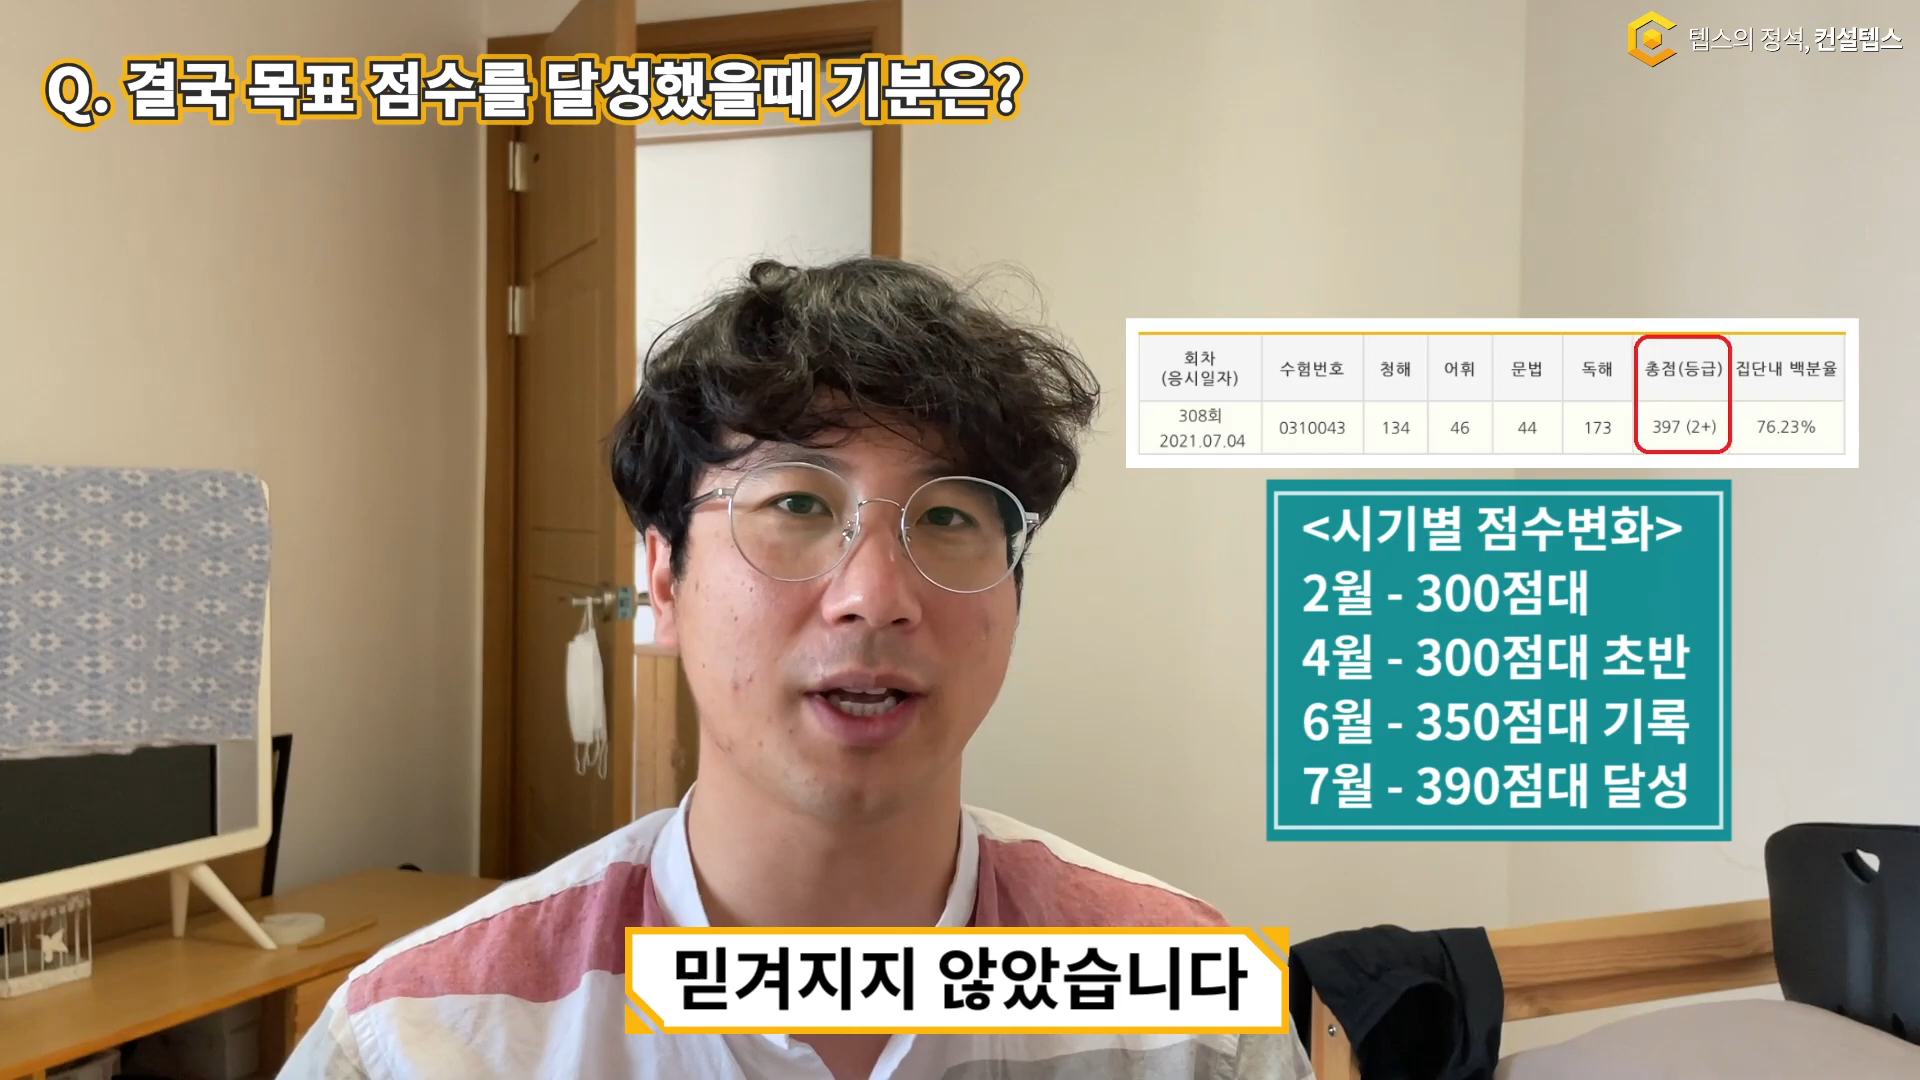 Q. 결국 목표 점수를 달성했을때 기분은?
텝스의 정석, 컨설텝스
회차 (응시일자) 수험번호 청해 어휘 문법 독해 총점(등급) 집단내 백분율
308회 2021.07.04 0310043 134 46 44 173 397 (2+) 76.23%
<시기별 점수변화>
2월 - 300점대
4월 - 300점대 초반
6월 - 350점대 기록
7월 - 390점대 달성
믿겨지지 않았습니다